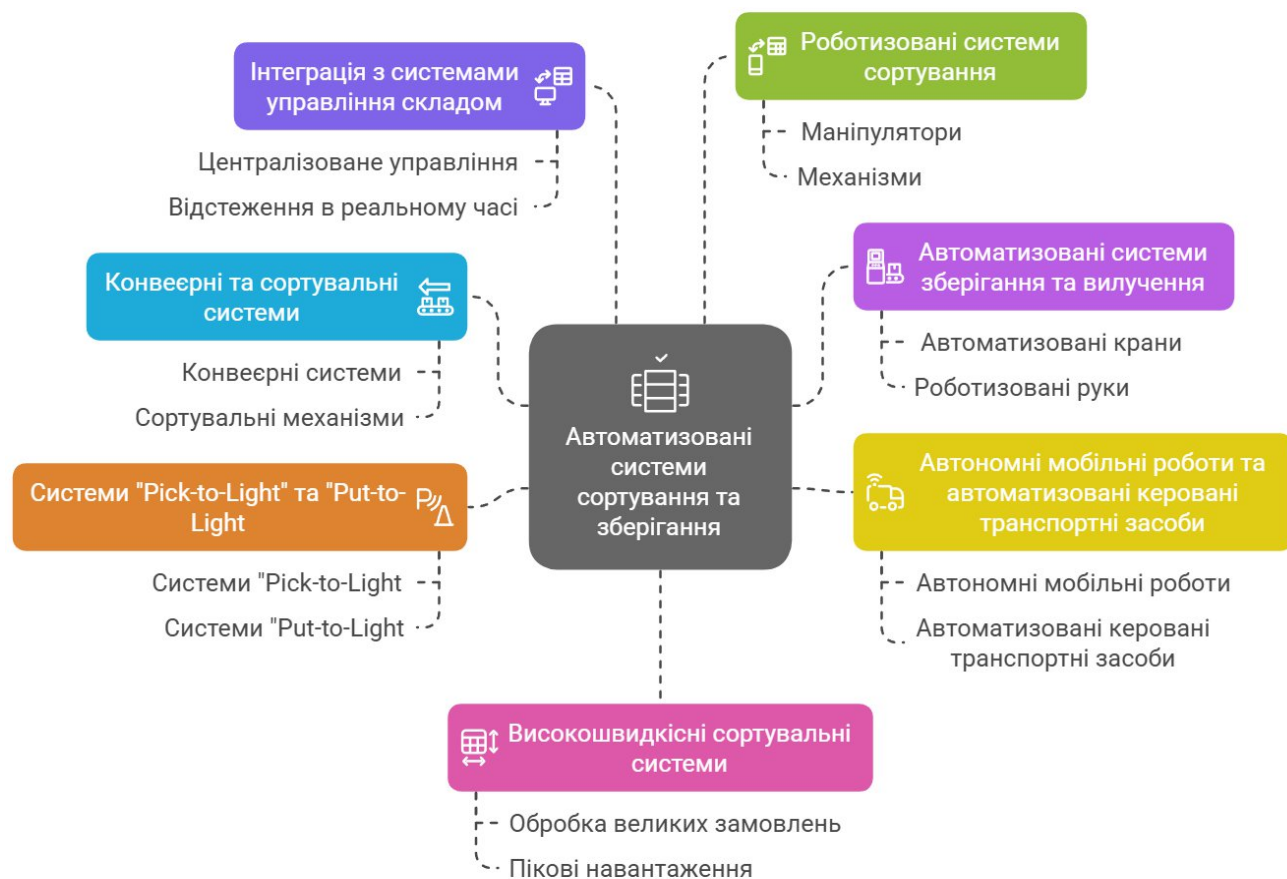 Інтеграція з системами
управління складом
Централізоване управління
Відстеження в реальному часі
Роботизовані системи
сортування
Маніпулятори
Механізми
Конвеєрні та сортувальні
системи
Конвеєрні системи
Сортувальні механізми
Автоматизовані системи
зберігання та вилучення
Автоматизовані крани
Роботизовані руки
Автоматизовані
системи
сортування та
зберігання
Системи "Pick-to-Light" та "Put-to-
Light
Системи "Pick-to-Light
Системи "Put-to-Light
Автономні мобільні роботи та
автоматизовані керовані
транспортні засоби
Автономні мобільні роботи
Автоматизовані керовані
транспортні засоби
Високошвидкісні сортувальні
системи
Обробка великих замовлень
Пікові навантаження